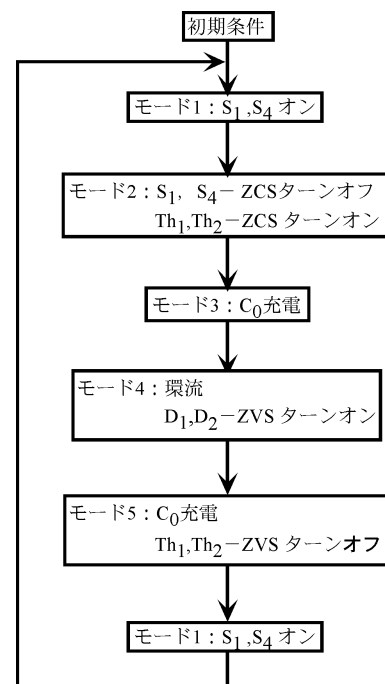 初期条件
モード1：S1,S4 オン
モード2：S1, S4－ZCSターンオフ
Th1,Th2－ZCS ターンオン
モード3：C0充電
モード4：環流
D1,D2－ZVS ターンオン
モード5：C0充電
Th1,Th2－ZVS ターンオフ
モード1：S1,S4 オン